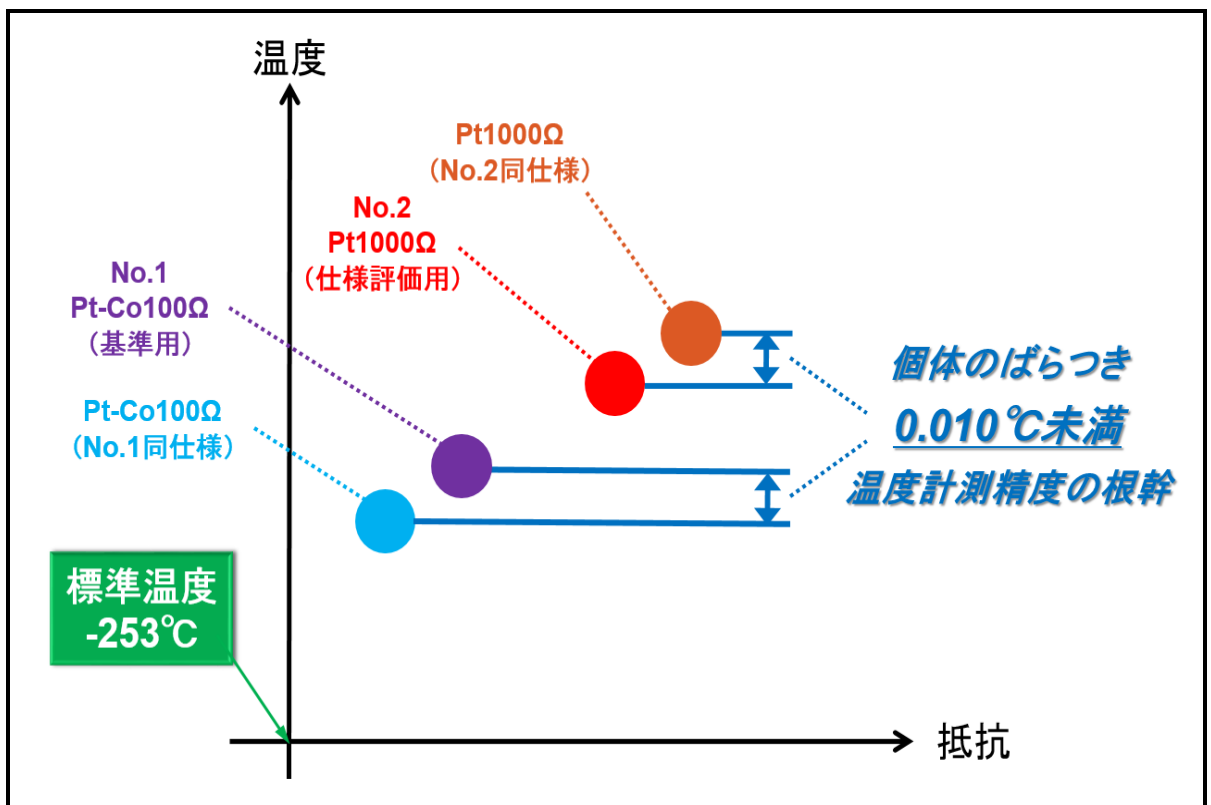 温度
Pt1000Ω
（No.2同仕様）
No.2
Pt1000Ω
（仕様評価用）
No.1
Pt-Co100Ω
（基準用）
Pt-Co100Ω
（No.1同仕様）
個体のばらつき
0.010℃未満
温度計測精度の根幹
標準温度
-253℃
抵抗